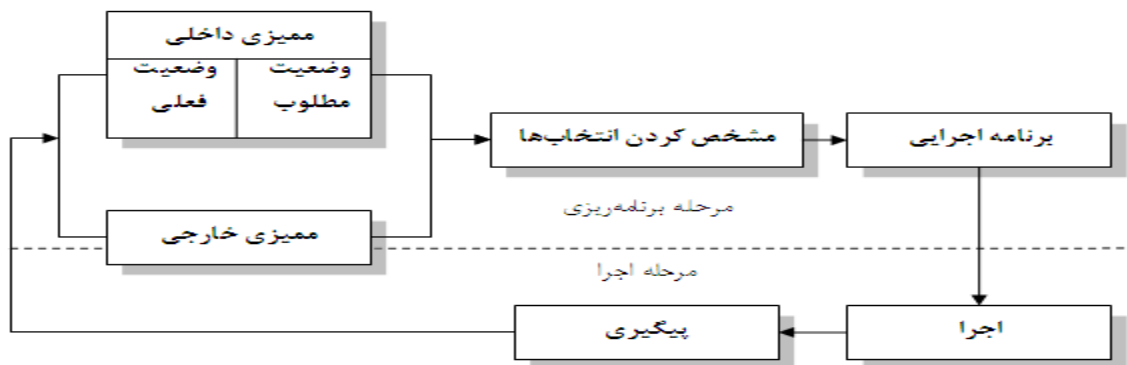 ممیزی داخلی
وضعیت
مطلوب
وضعیت
فعلی
مشخص کردن انتخاب‌ها
برنامه اجرایی
مرحله برنامه‌ریزی
ممیزی خارجی
مرحله اجرا
اجرا
پیگیری